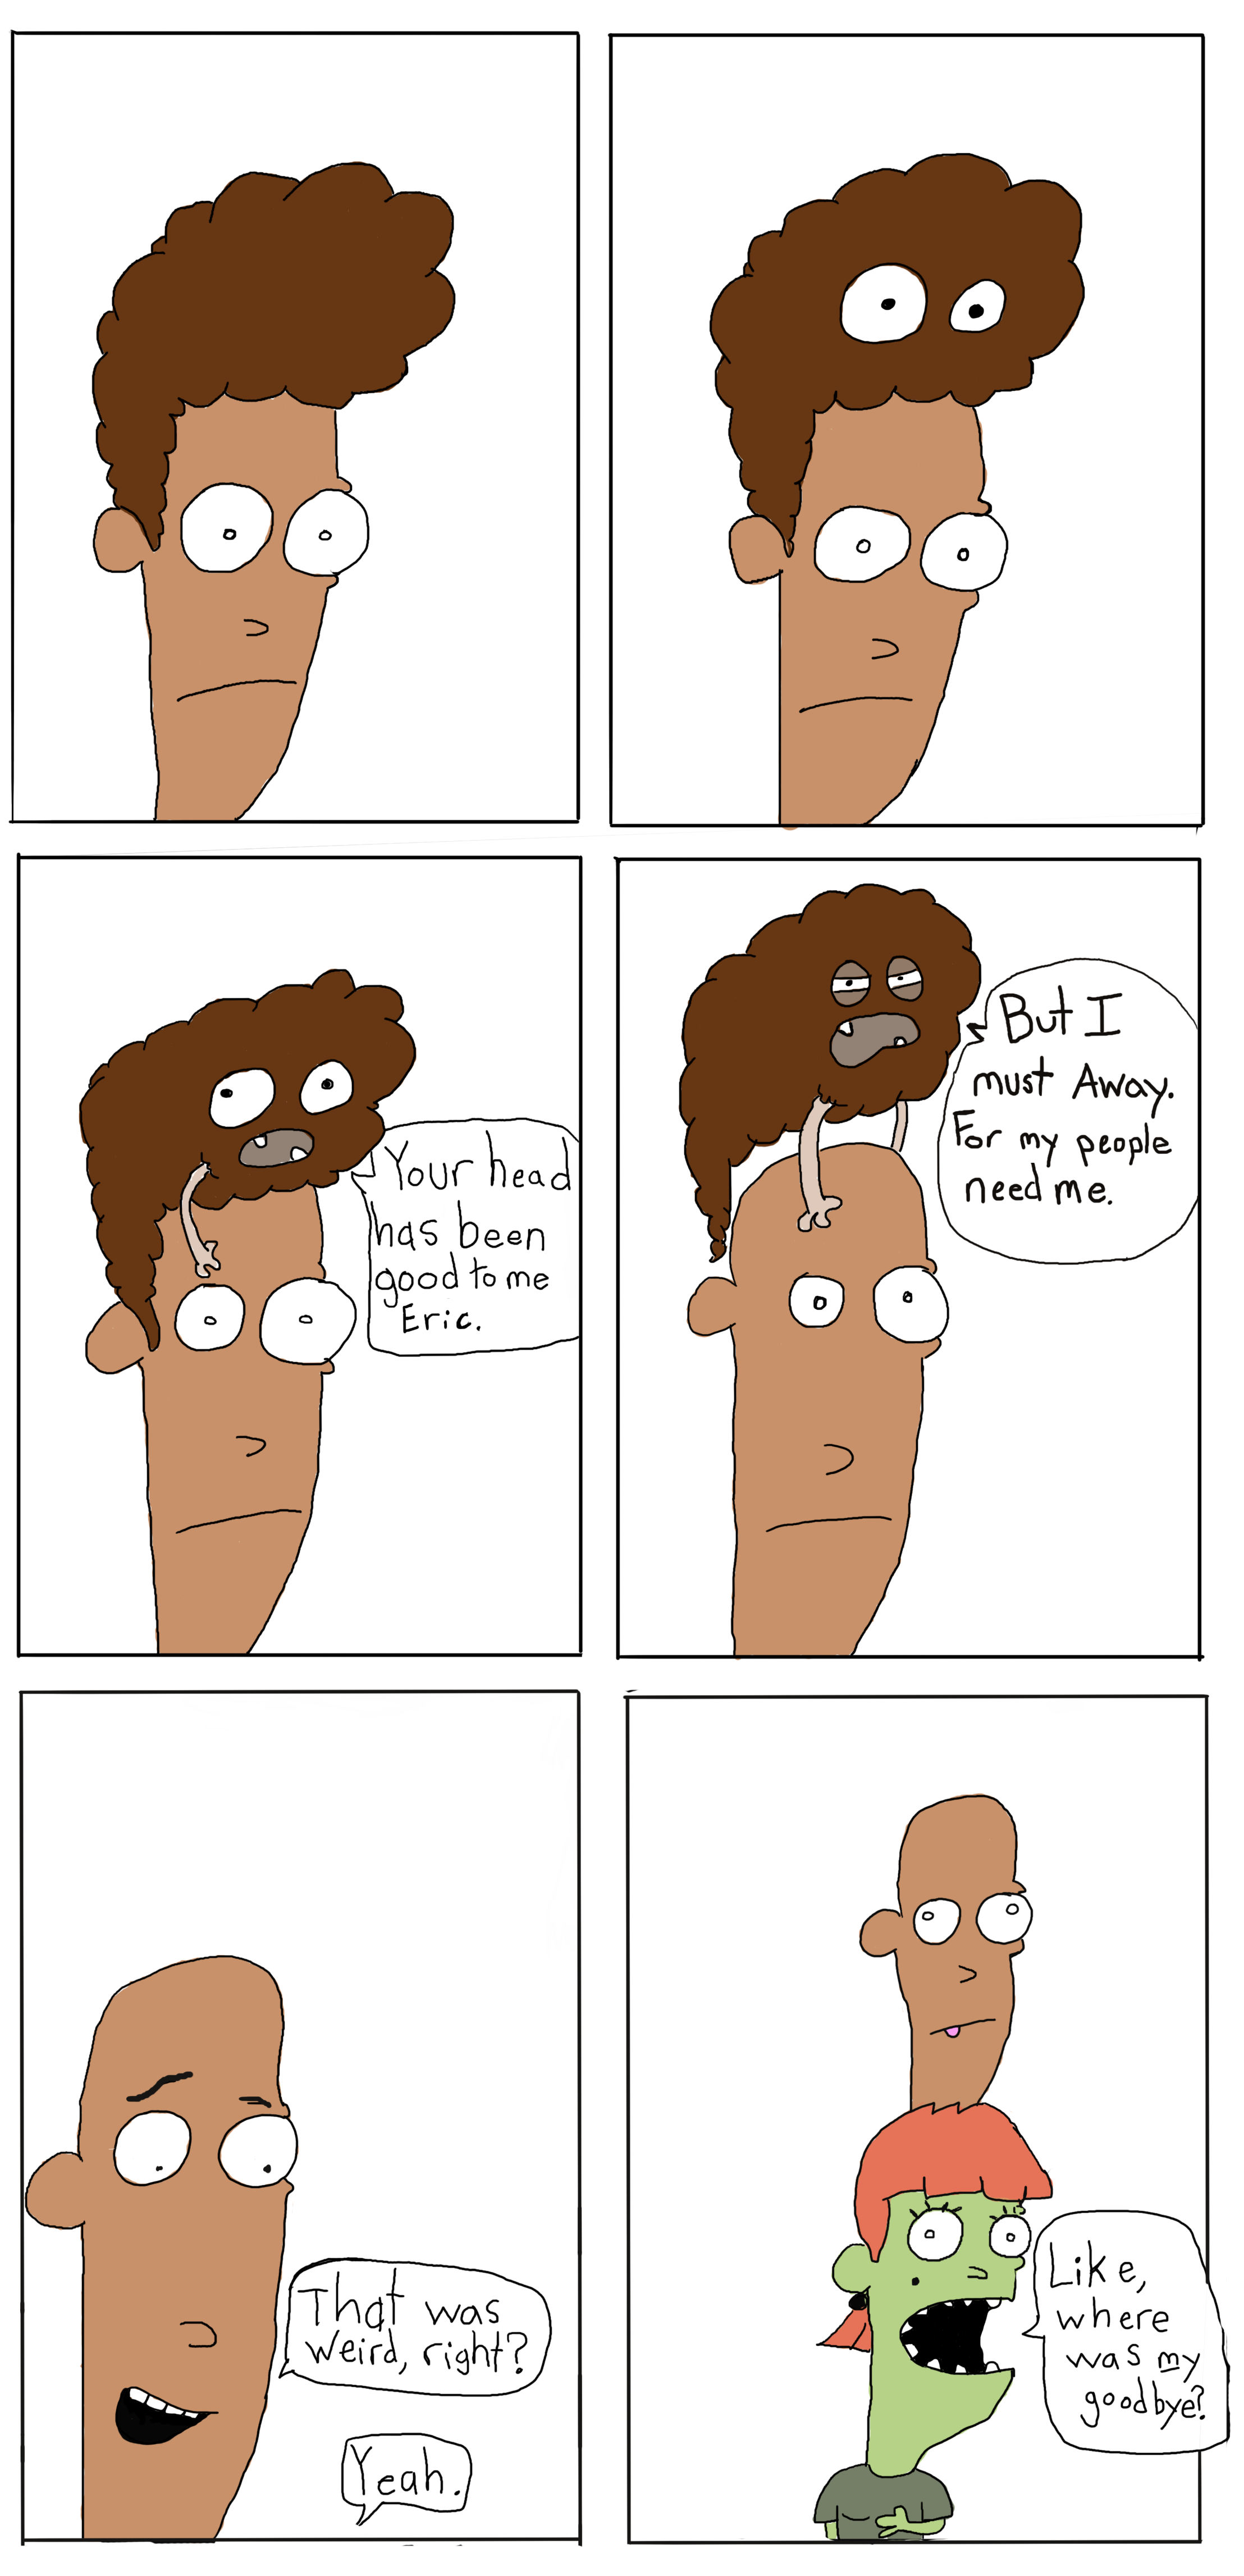 Your head
has been
good to me
Eric.
But I
must Away.
For my people
need me.
That was
weird, right?
Yeah.
Like,
where
was my
goodbye?